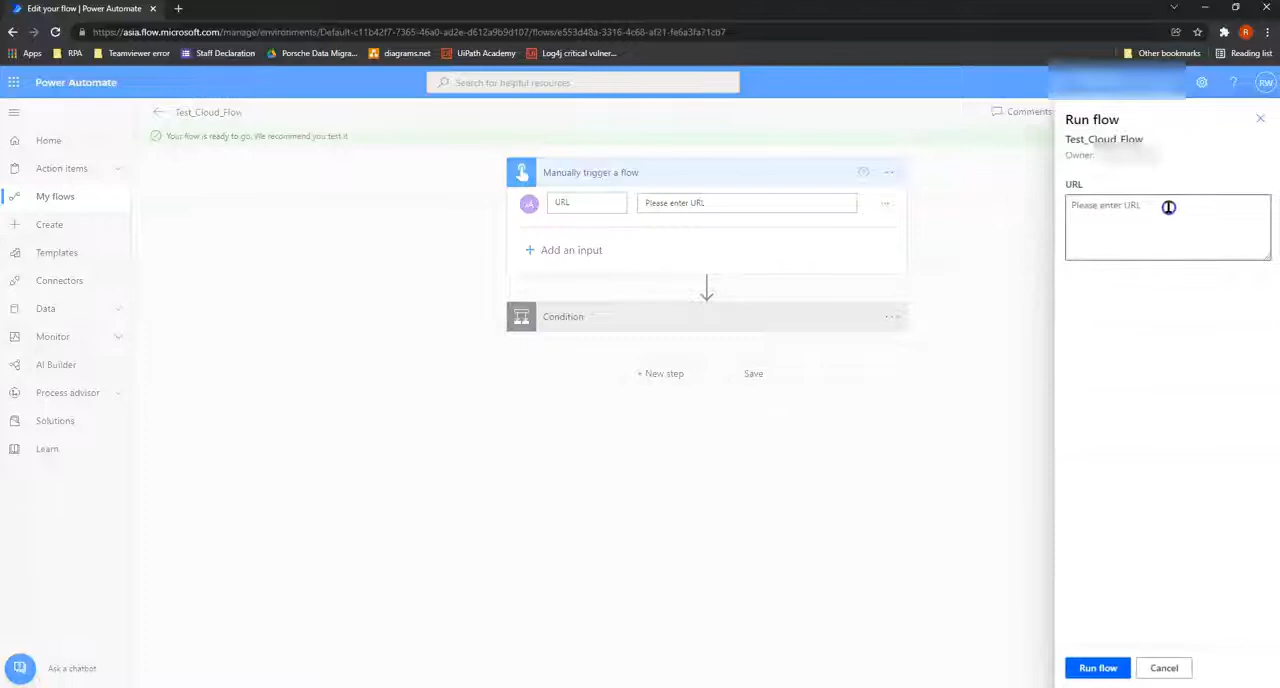 Edit your flow | Power Automate
https://asia.flow.microsoft.com/manage/environments/Default-c11b42f7-7365-46a0-ad2e-d612a9b9d107/flows/e553d48a-3316-4c68-af21-fe6a3fa71cb7
Apps RPA Teamviewer error Staff Declaration Porsche Data Migra... diagrams.net UiPath Academy Log4j critical vulner... Other bookmarks Reading list
Power Automate
Search for helpful resources
? RW
Test_Cloud_Flow
Comments
Your flow is ready to go. We recommend you test it
Home
Action items
My flows
Create
Templates
Connectors
Data
Monitor
AI Builder
Process advisor
Solutions
Learn
Ask a chatbot
Manually trigger a flow
URL Please enter URL
+ Add an input
Condition
+ New step Save
Run flow
Test_Cloud_Flow
Owner:
URL
Please enter URL
Run flow Cancel